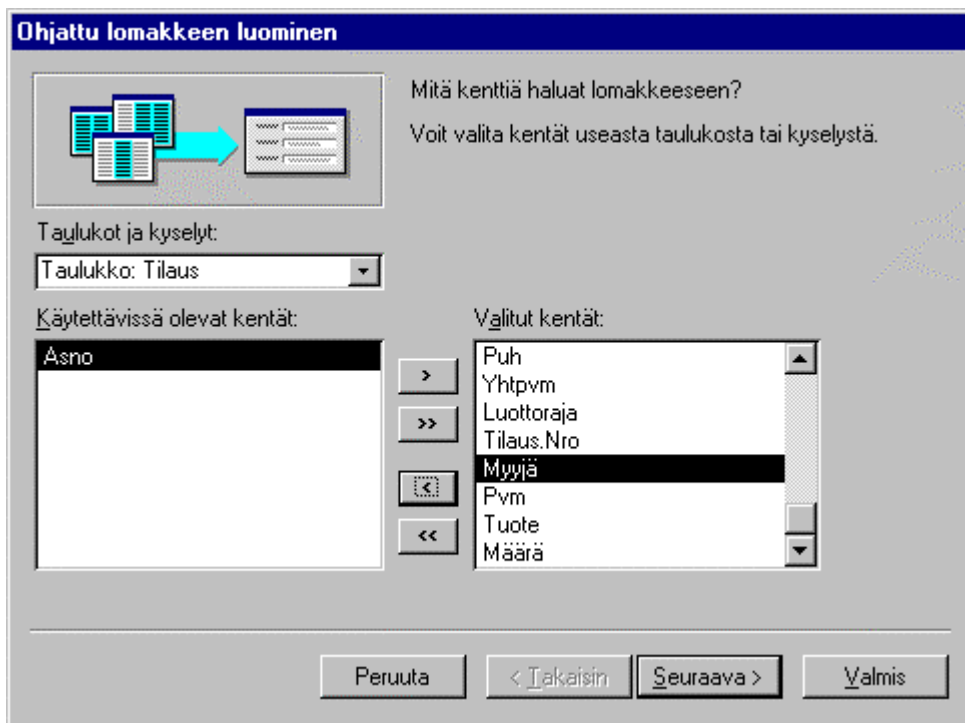 Ohjattu lomakkeen luominen
Mitä kenttiä haluat lomakkeeseen?
Voit valita kentät useasta taulukosta tai kyselystä.
Taulukot ja kyselyt:
Taulukko: Tilaus
Käytettävissä olevat kentät:
Asno
>
>>
<
<<
Valitut kentät:
Puh
Yhtpvm
Luottoraja
Tilaus.Nro
Myyjä
Pvm
Tuote
Määrä
Peruuta
< Takaisin
Seuraava >
Valmis